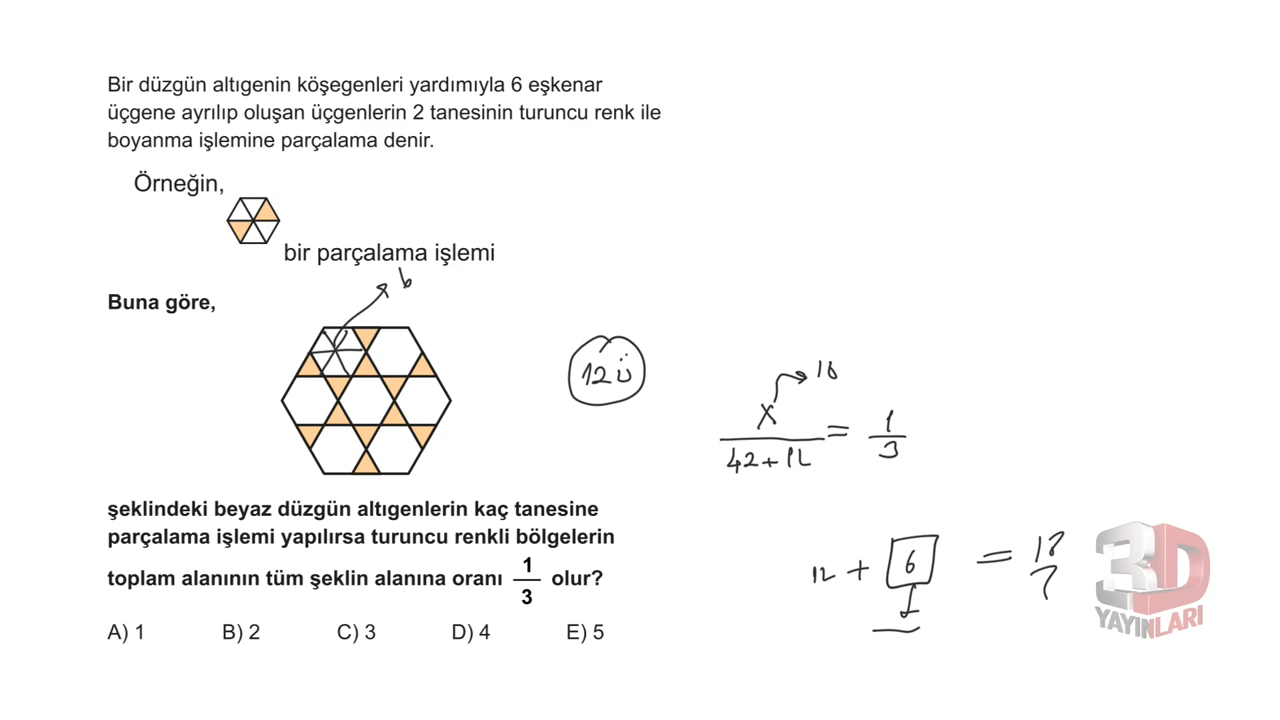 Bir düzgün altıgenin köşegenleri yardımıyla 6 eşkenar
üçgene ayrılıp oluşan üçgenlerin 2 tanesinin turuncu renk ile
boyanma işlemine parçalama denir.
Örneğin,
bir parçalama işlemi
b
Buna göre,
12 ü
x → 18
42+12 = 1/3
şeklindeki beyaz düzgün altıgenlerin kaç tanesine
parçalama işlemi yapılırsa turuncu renkli bölgelerin
toplam alanının tüm şeklin alanına oranı 1/3 olur?
12 + 6 = 18
A) 1 B) 2 C) 3 D) 4 E) 5
3D
YAYINLARI